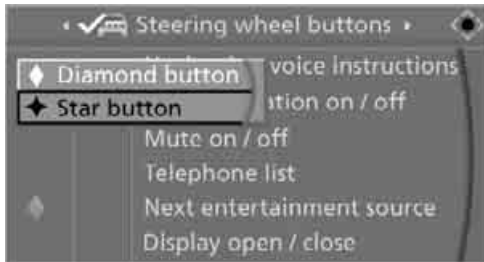 Steering wheel buttons
voice instructions
Diamond button
ation on / off
Star button
Mute on / off
Telephone list
Next entertainment source
Display open / close